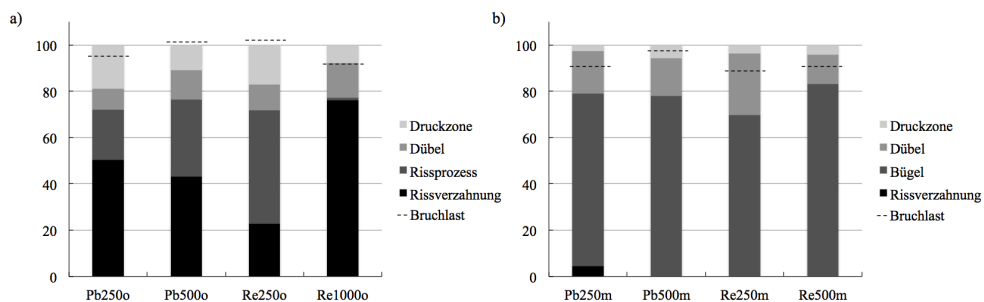 a)
100
80
60
40
20
0
Pb250o Pb500o Re250o Re1000o
Druckzone
Dübel
Rissprozess
Rissverzahnung
Bruchlast
b)
100
80
60
40
20
0
Pb250m Pb500m Re250m Re500m
Druckzone
Dübel
Bügel
Rissverzahnung
Bruchlast